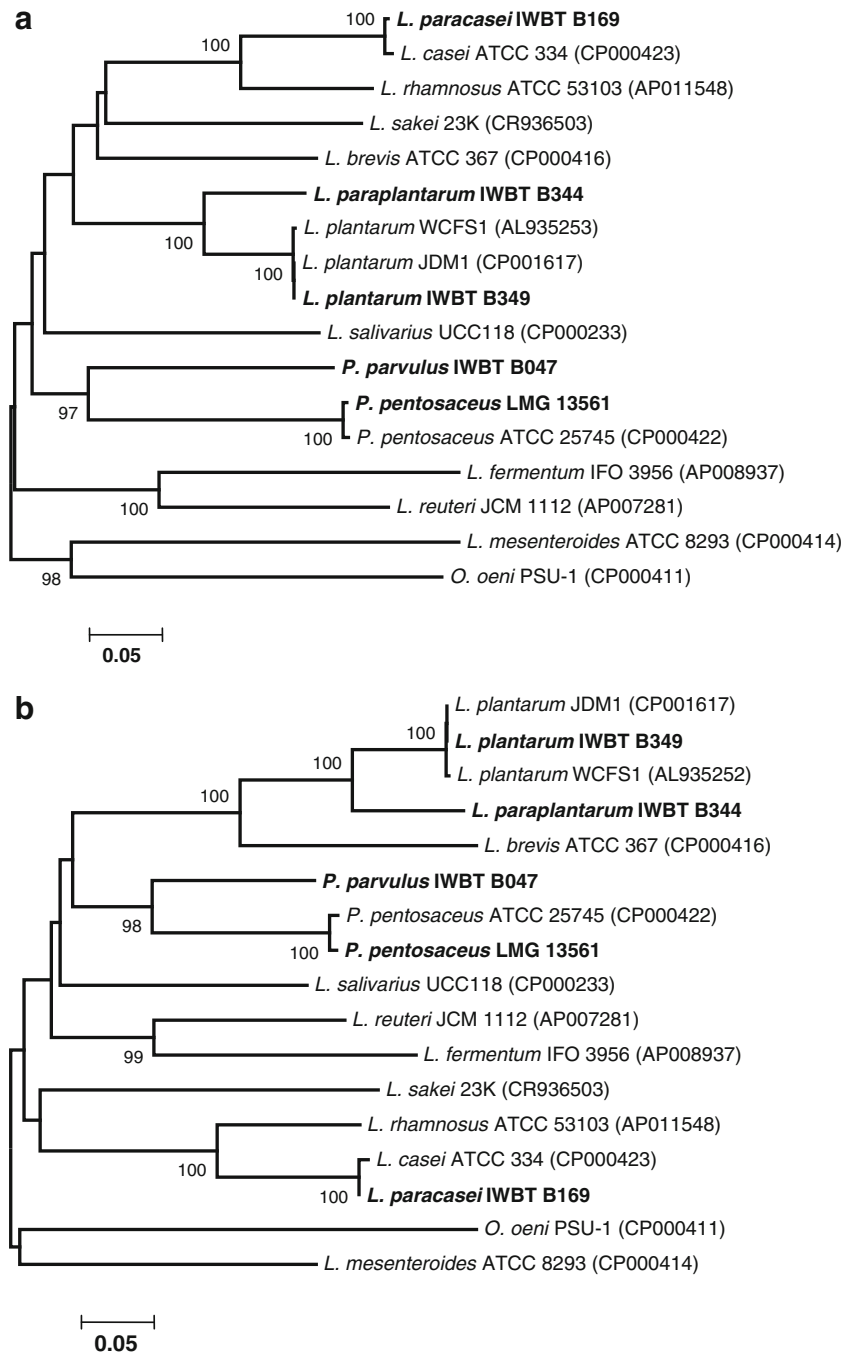 a
100
L. paracasei IWBT B169
100
L. casei ATCC 334 (CP000423)
L. rhamnosus ATCC 53103 (AP011548)
L. sakei 23K (CR936503)
L. brevis ATCC 367 (CP000416)
L. paraplantarum IWBT B344
100
L. plantarum WCFS1 (AL935253)
L. plantarum JDM1 (CP001617)
100
L. plantarum IWBT B349
L. salivarius UCC118 (CP000233)
P. parvulus IWBT B047
97
P. pentosaceus LMG 13561
100
P. pentosaceus ATCC 25745 (CP000422)
L. fermentum IFO 3956 (AP008937)
100
L. reuteri JCM 1112 (AP007281)
L. mesenteroides ATCC 8293 (CP000414)
98
O. oeni PSU-1 (CP000411)
0.05
b
L. plantarum JDM1 (CP001617)
100
L. plantarum IWBT B349
100
L. plantarum WCFS1 (AL935252)
100
L. paraplantarum IWBT B344
L. brevis ATCC 367 (CP000416)
P. parvulus IWBT B047
98
P. pentosaceus ATCC 25745 (CP000422)
100
P. pentosaceus LMG 13561
L. salivarius UCC118 (CP000233)
L. reuteri JCM 1112 (AP007281)
99
L. fermentum IFO 3956 (AP008937)
L. sakei 23K (CR936503)
L. rhamnosus ATCC 53103 (AP011548)
100
L. casei ATCC 334 (CP000423)
100
L. paracasei IWBT B169
O. oeni PSU-1 (CP000411)
L. mesenteroides ATCC 8293 (CP000414)
0.05